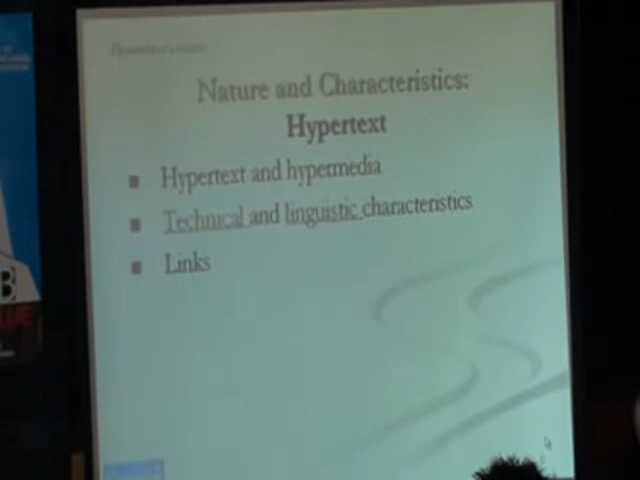 Nature and Characteristics:
Hypertext
Hypertext and hypermedia
Technical and linguistic characteristics
Links